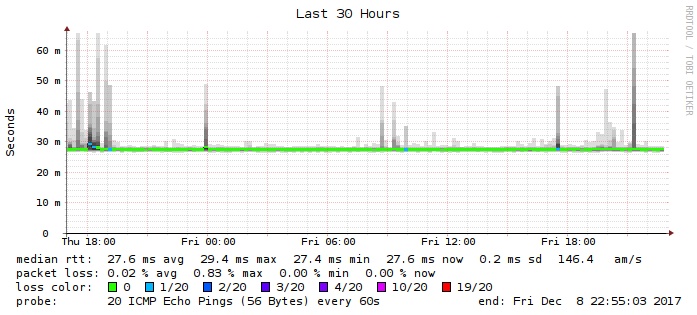 Last 30 Hours
RRDTOOL / TOBI OETIKER
Seconds
60 m
50 m
40 m
30 m
20 m
10 m
0
Thu 18:00 Fri 00:00 Fri 06:00 Fri 12:00 Fri 18:00
median rtt: 27.6 ms avg 29.4 ms max 27.4 ms min 27.6 ms now 0.2 ms sd 146.4 am/s
packet loss: 0.02 % avg 0.83 % max 0.00 % min 0.00 % now
loss color: 0 1/20 2/20 3/20 4/20 10/20 19/20
probe: 20 ICMP Echo Pings (56 Bytes) every 60s end: Fri Dec 8 22:55:03 2017